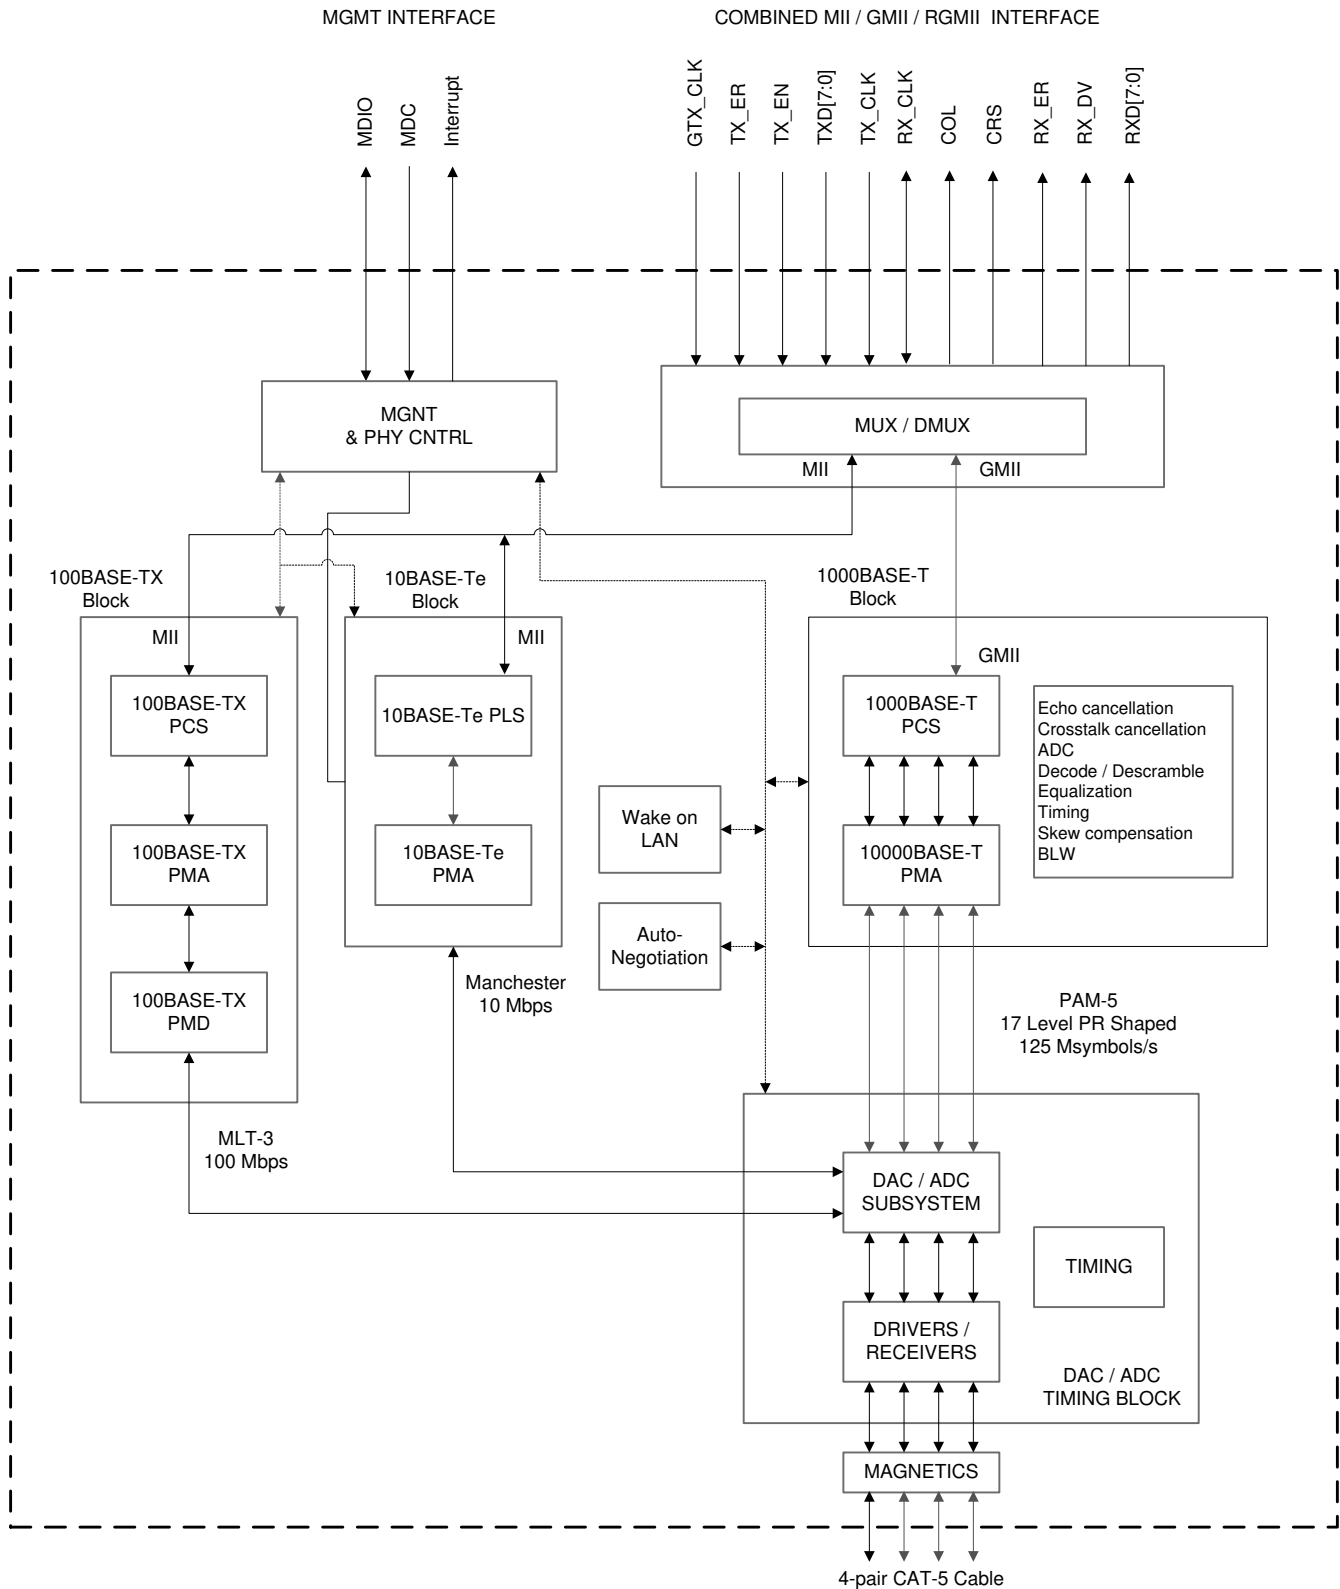 MGMT INTERFACE
COMBINED MII / GMII / RGMII INTERFACE
MDIO
MDC
Interrupt
GTX_CLK
TX_ER
TX_EN
TXD[7:0]
TX_CLK
RX_CLK
COL
CRS
RX_ER
RX_DV
RXD[7:0]
MGNT
& PHY CNTRL
MUX / DMUX
MII
GMII
100BASE-TX
Block
10BASE-Te
Block
1000BASE-T
Block
MII
MII
GMII
100BASE-TX
PCS
10BASE-Te PLS
1000BASE-T
PCS
Echo cancellation
Crosstalk cancellation
ADC
Decode / Descramble
Equalization
Timing
Skew compensation
BLW
Wake on
LAN
100BASE-TX
PMA
10BASE-Te
PMA
10000BASE-T
PMA
Auto-
Negotiation
100BASE-TX
PMD
Manchester
10 Mbps
PAM-5
17 Level PR Shaped
125 Msymbols/s
MLT-3
100 Mbps
DAC / ADC
SUBSYSTEM
TIMING
DRIVERS /
RECEIVERS
DAC / ADC
TIMING BLOCK
MAGNETICS
4-pair CAT-5 Cable